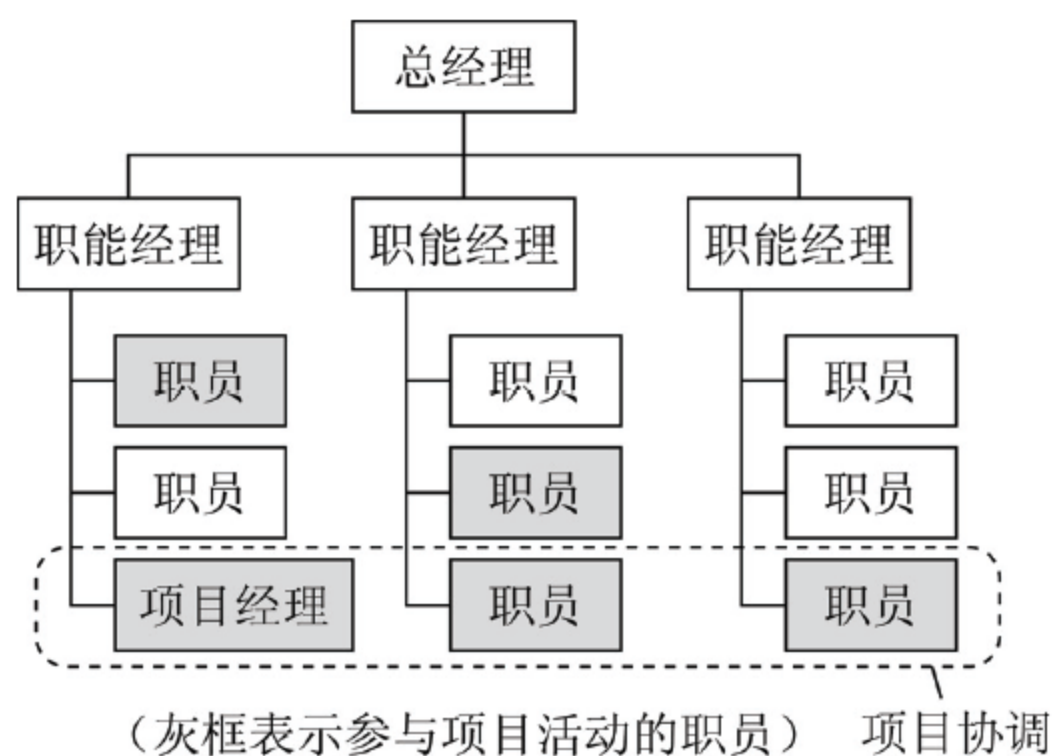 总经理
职能经理 职能经理 职能经理
职员 职员 职员
职员 职员 职员
项目经理 职员 职员
（灰框表示参与项目活动的职员） 项目协调